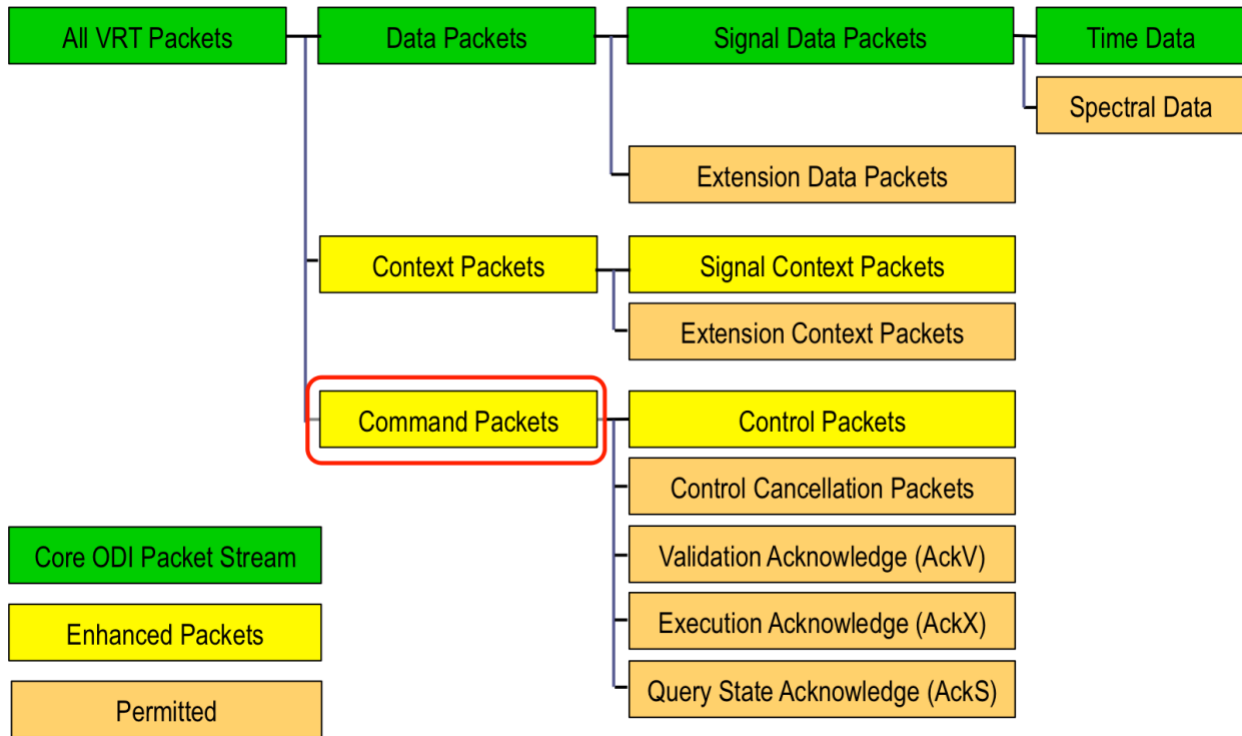 All VRT Packets
Data Packets
Signal Data Packets
Time Data
Spectral Data
Extension Data Packets
Context Packets
Signal Context Packets
Extension Context Packets
Command Packets
Control Packets
Control Cancellation Packets
Validation Acknowledge (AckV)
Execution Acknowledge (AckX)
Query State Acknowledge (AckS)
Core ODI Packet Stream
Enhanced Packets
Permitted